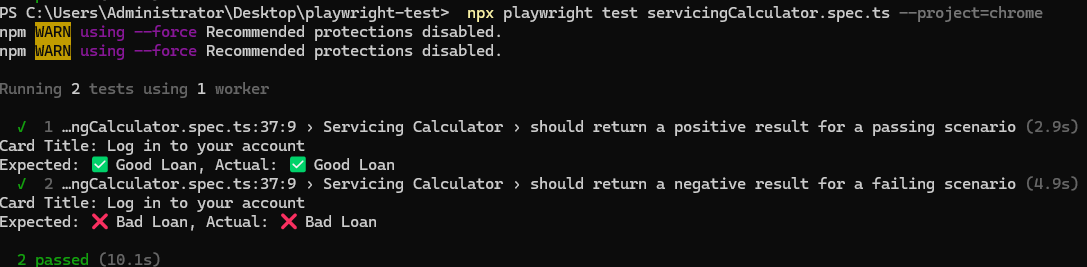 PS C:\Users\Administrator\Desktop\playwright-test> npx playwright test servicingCalculator.spec.ts --project=chrome
npm WARN using --force Recommended protections disabled.
npm WARN using --force Recommended protections disabled.
Running 2 tests using 1 worker
✓ 1 …ngCalculator.spec.ts:37:9 › Servicing Calculator › should return a positive result for a passing scenario (2.9s)
Card Title: Log in to your account
Expected: ✅ Good Loan, Actual: ✅ Good Loan
✓ 2 …ngCalculator.spec.ts:37:9 › Servicing Calculator › should return a negative result for a failing scenario (4.9s)
Card Title: Log in to your account
Expected: ❌ Bad Loan, Actual: ❌ Bad Loan
2 passed (10.1s)